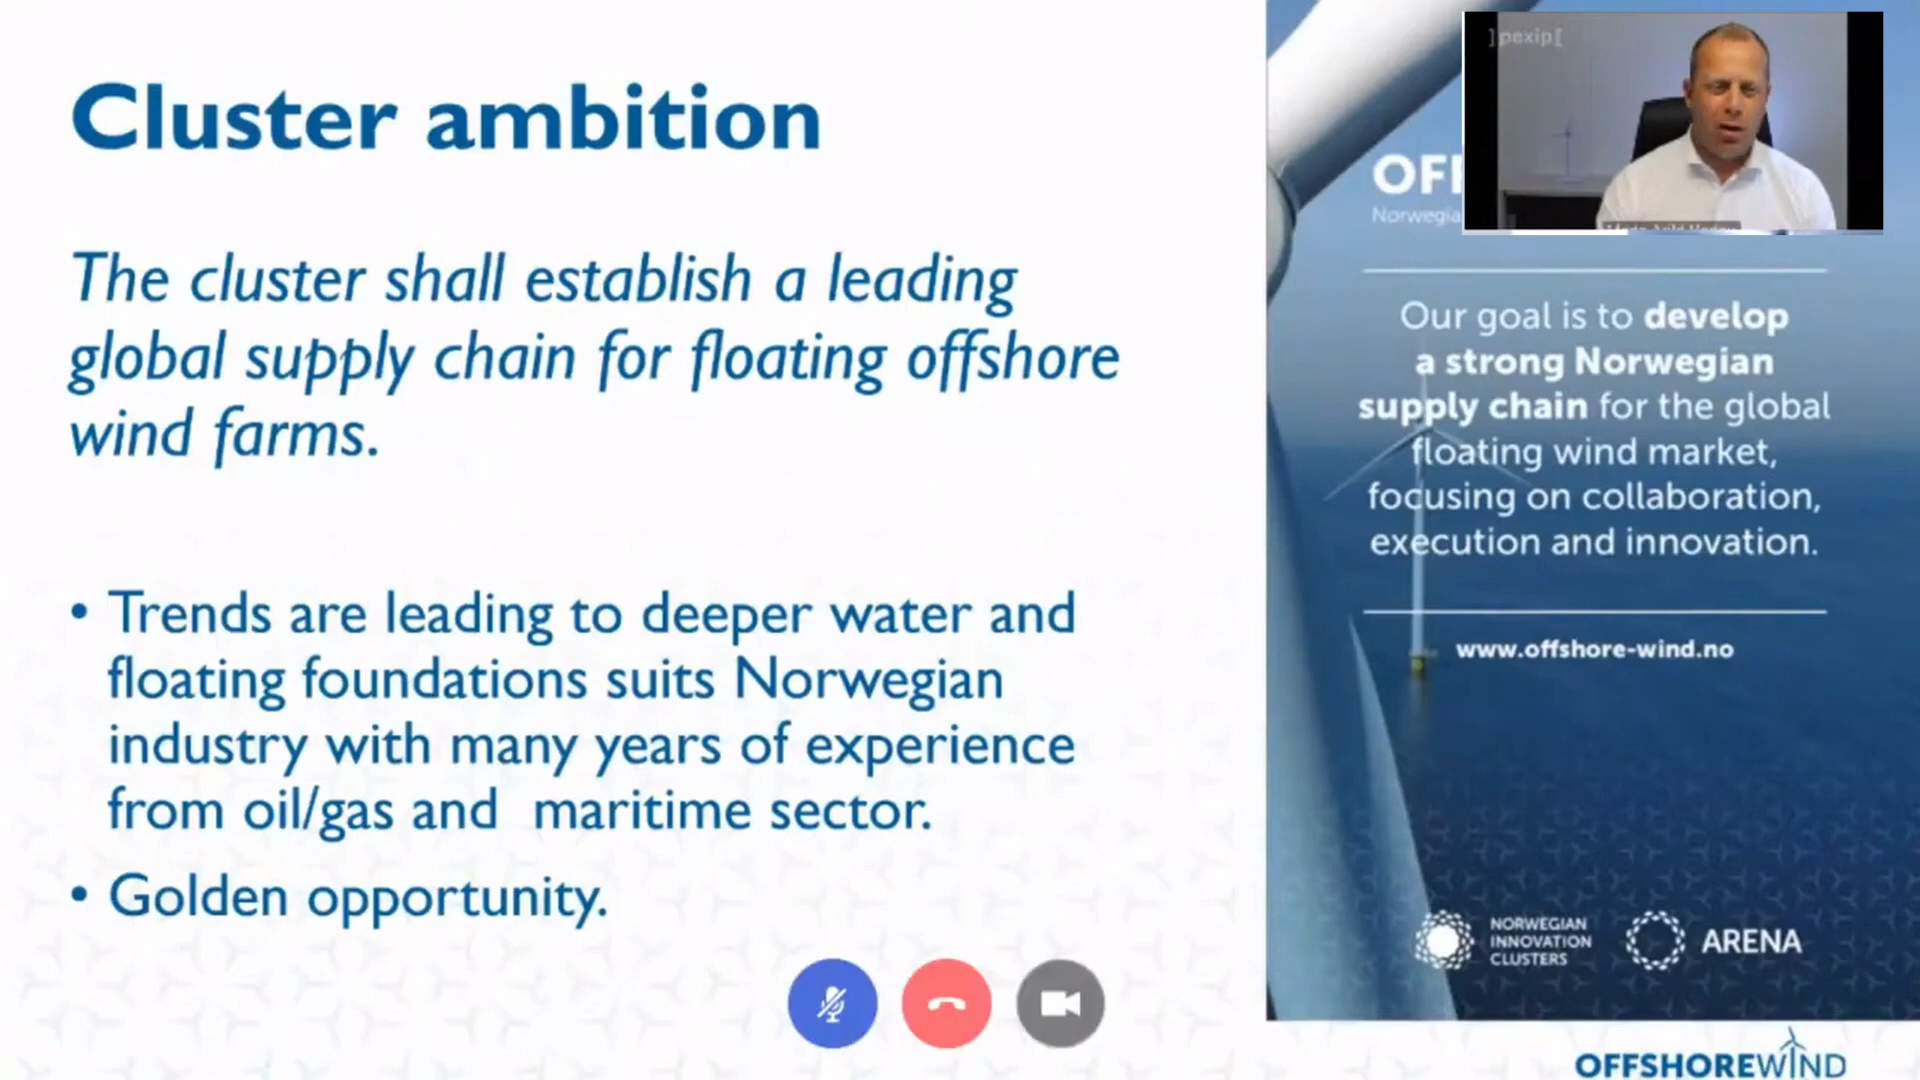 Cluster ambition
The cluster shall establish a leading
global supply chain for floating offshore
wind farms.
• Trends are leading to deeper water and
floating foundations suits Norwegian
industry with many years of experience
from oil/gas and maritime sector.
• Golden opportunity.
]pexip[
Our goal is to develop
a strong Norwegian
supply chain for the global
floating wind market,
focusing on collaboration,
execution and innovation.
www.offshore-wind.no
NORWEGIAN
INNOVATION
CLUSTERS
ARENA
OFFSHOREWIND